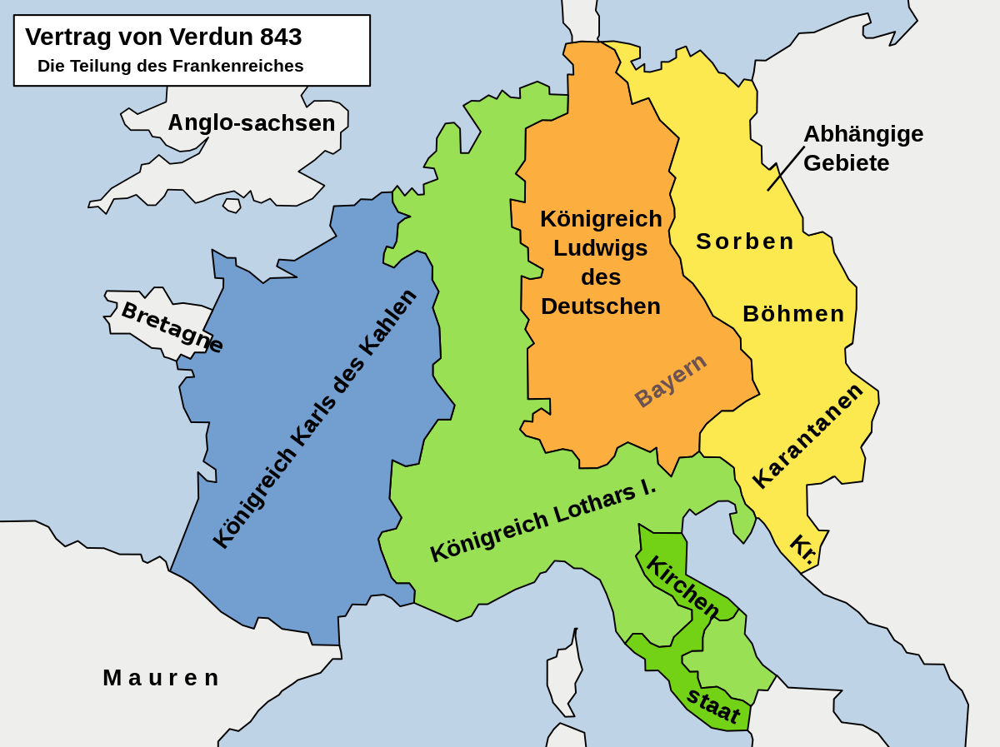 Vertrag von Verdun 843
Die Teilung des Frankenreiches
Anglo-sachsen
Abhängige
Gebiete
Königreich
Ludwigs
des
Deutschen
Sorben
Böhmen
Bretagne
Königreich Karls des Kahlen
Bayern
Karantanen
Königreich Lothars I.
Kr.
Kirchen
staat
Mauren